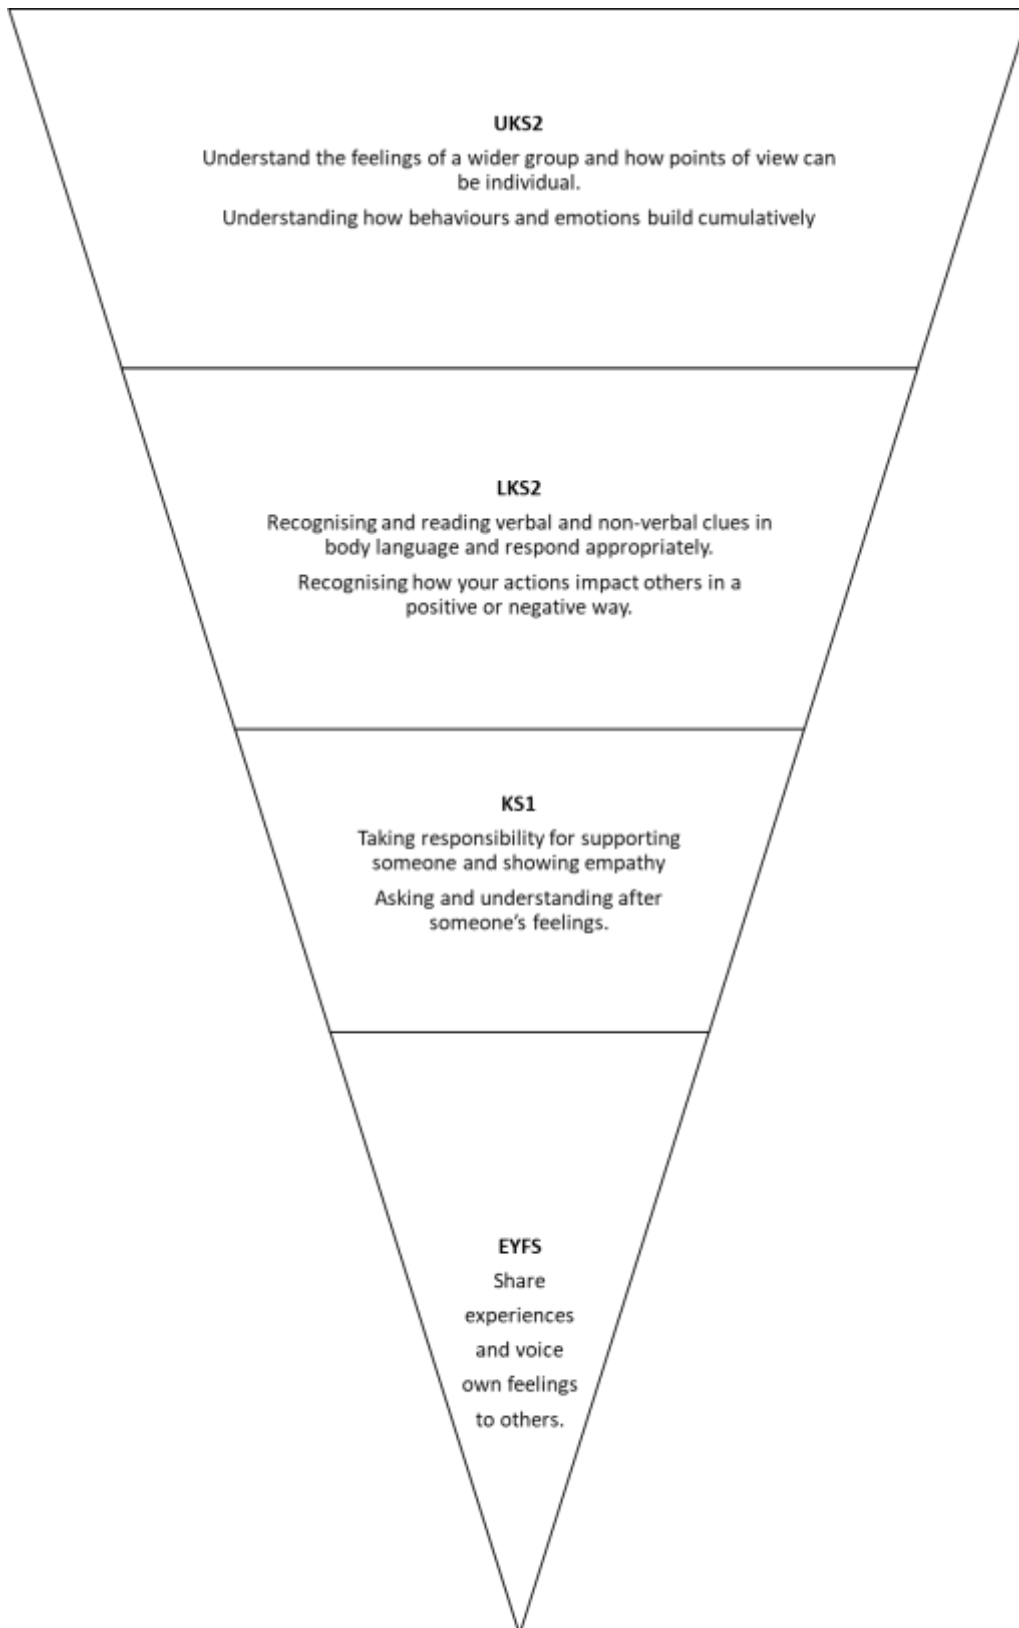 UKS2
Understand the feelings of a wider group and how points of view can
be individual.
Understanding how behaviours and emotions build cumulatively
LKS2
Recognising and reading verbal and non-verbal clues in
body language and respond appropriately.
Recognising how your actions impact others in a
positive or negative way.
KS1
Taking responsibility for supporting
someone and showing empathy
Asking and understanding after
someone's feelings.
EYFS
Share
experiences
and voice
own feelings
to others.